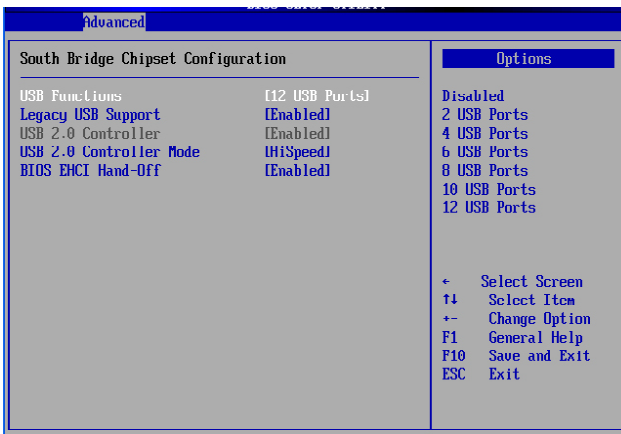 BIOS SETUP UTILITY
Advanced
South Bridge Chipset Configuration
USB Functions [12 USB Ports]
Legacy USB Support [Enabled]
USB 2.0 Controller [Enabled]
USB 2.0 Controller Mode [HiSpeed]
BIOS EHCI Hand-Off [Enabled]
Options
Disabled
2 USB Ports
4 USB Ports
6 USB Ports
8 USB Ports
10 USB Ports
12 USB Ports
← Select Screen
↑↓ Select Item
+- Change Option
F1 General Help
F10 Save and Exit
ESC Exit